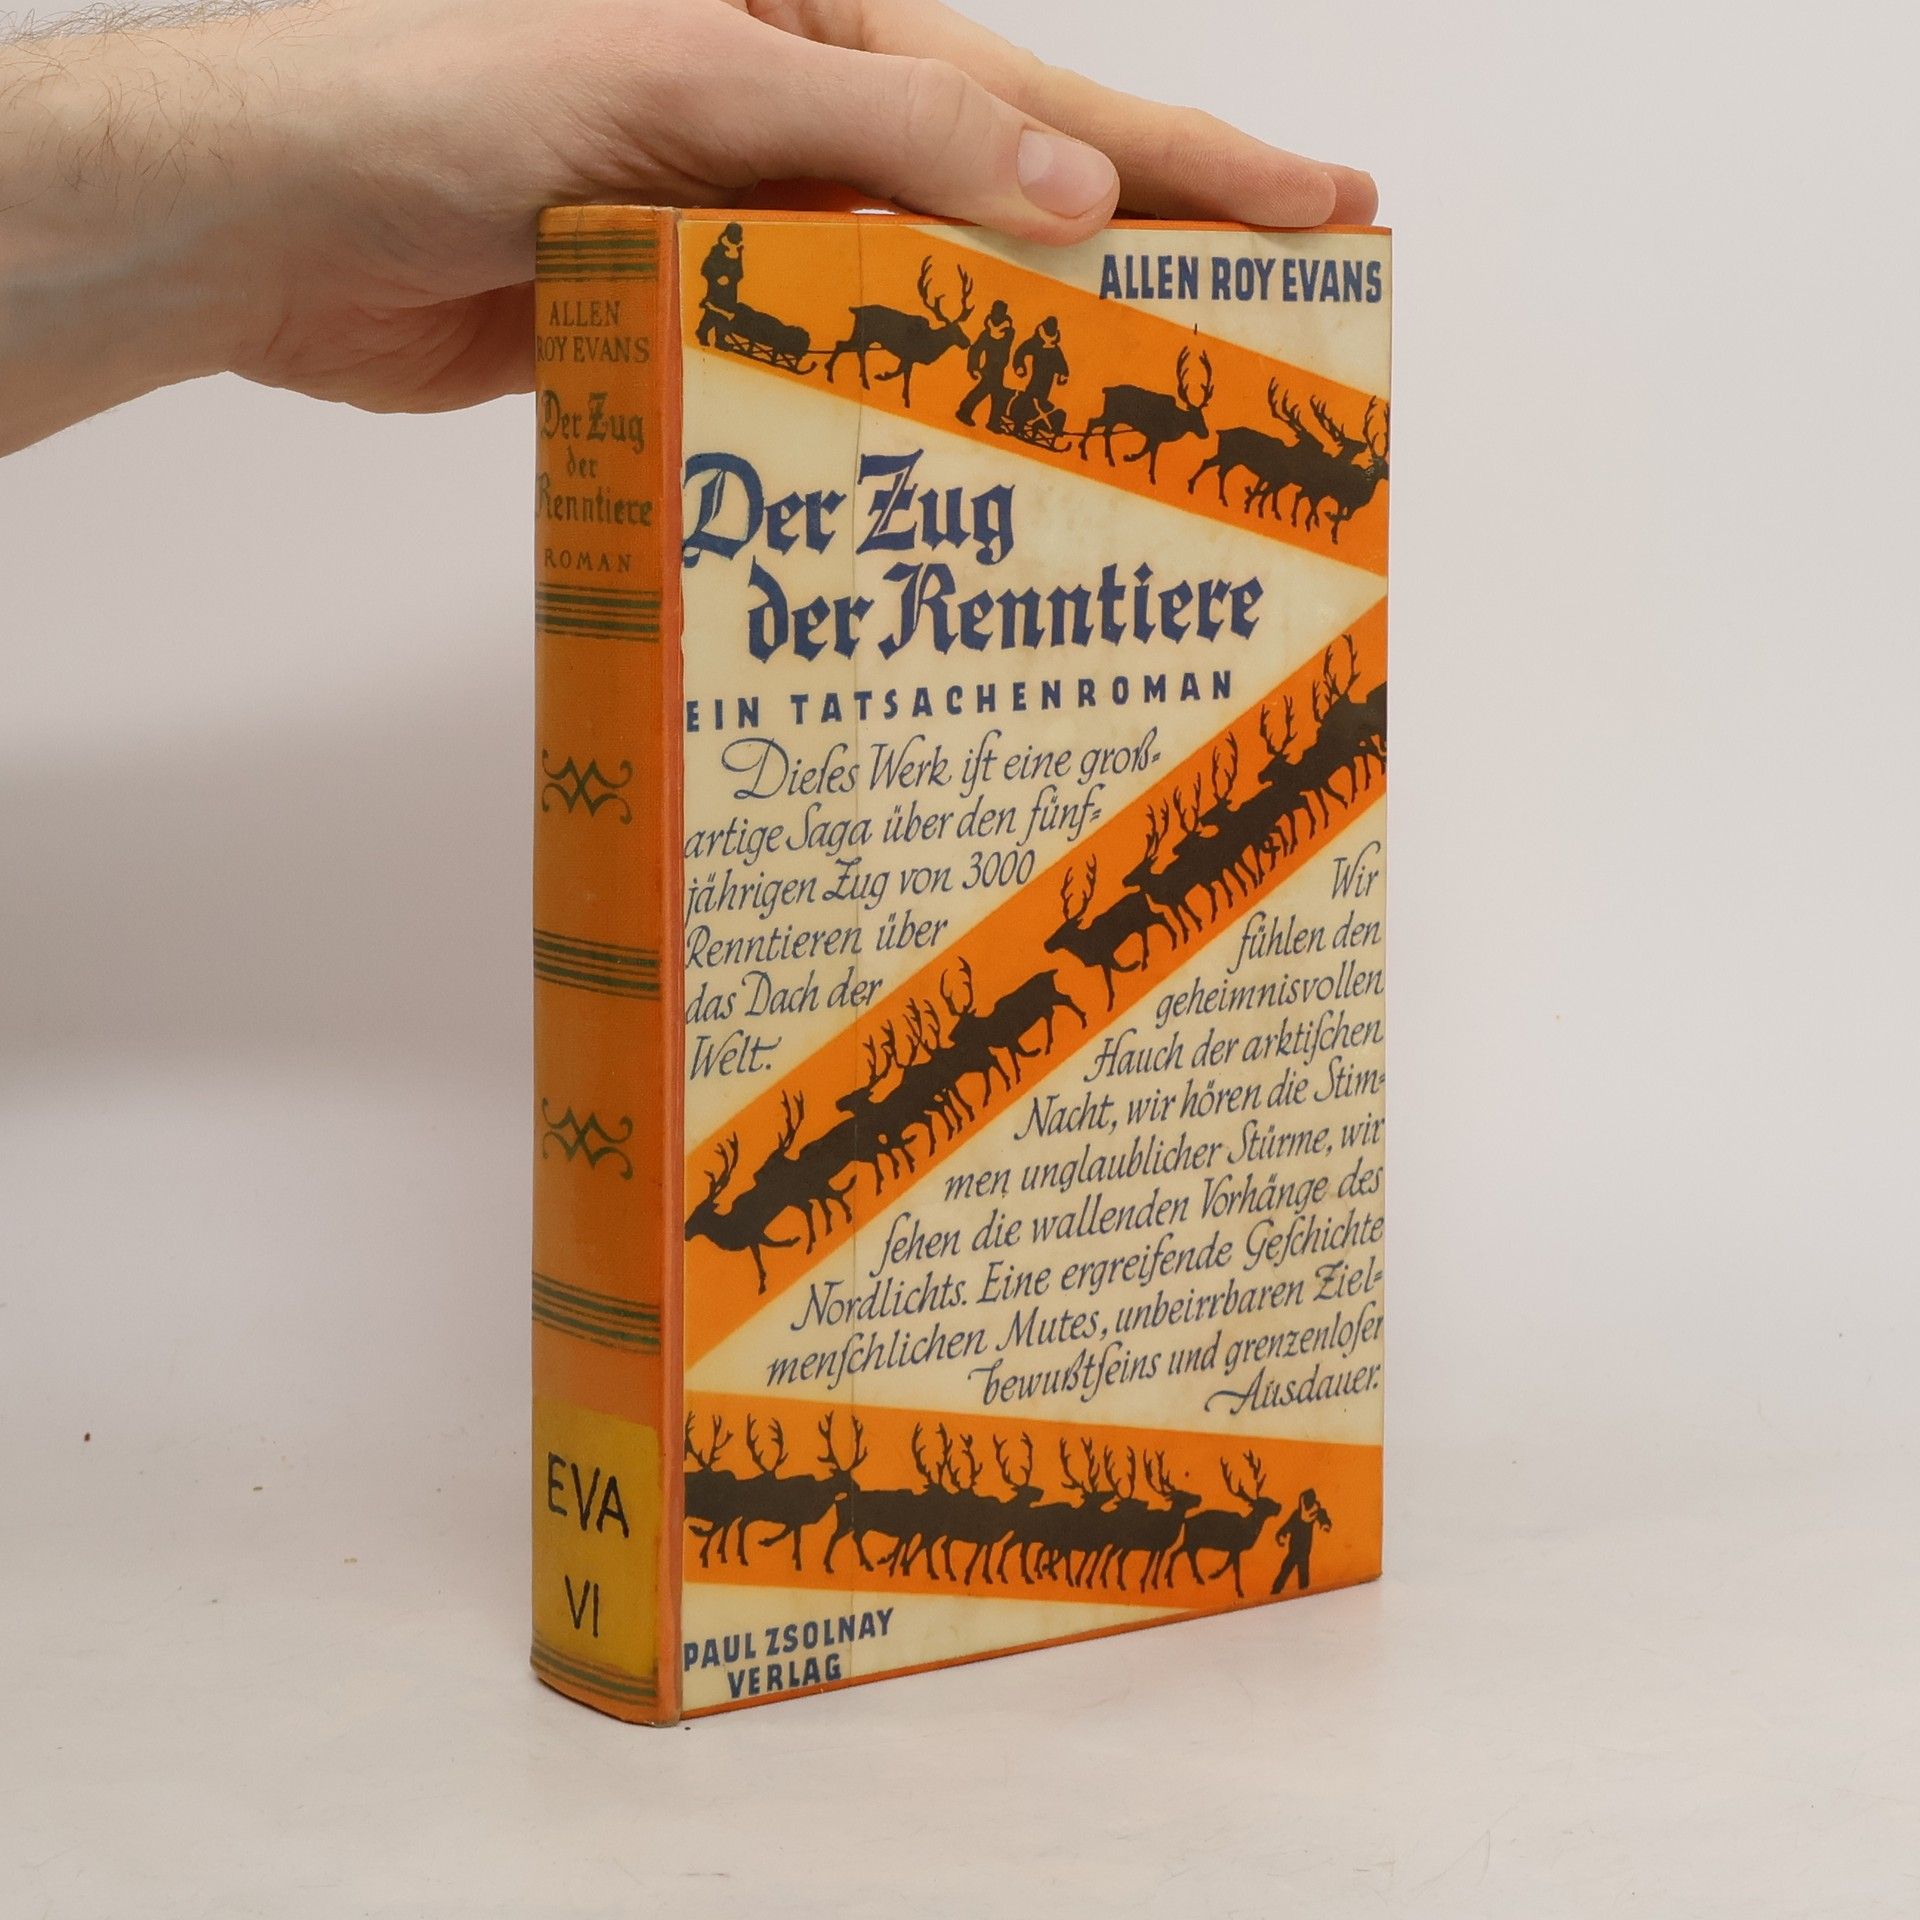 ALLEN
ROY EVANS
Der Zug
der
Renntiere
ROMAN
EVA
VI
ALLEN ROY EVANS
Der Zug
der Renntiere
EIN TATSACHENROMAN
Dieſes Werk iſt eine groß-
artige Saga über den fünf-
jährigen Zug von 3000
Renntieren über
das Dach der
Welt.
Wir
fühlen den
geheimnisvollen
Hauch der arktiſchen
Nacht, wir hören die Stim-
men unglaublicher Stürme, wir
ſehen die wallenden Vorhänge des
Nordlichts. Eine ergreifende Geſchichte
menſchlichen Mutes, unbeirrbaren Ziel-
bewußtſeins und grenzenloſer
Ausdauer.
PAUL ZSOLNAY
VERLAG